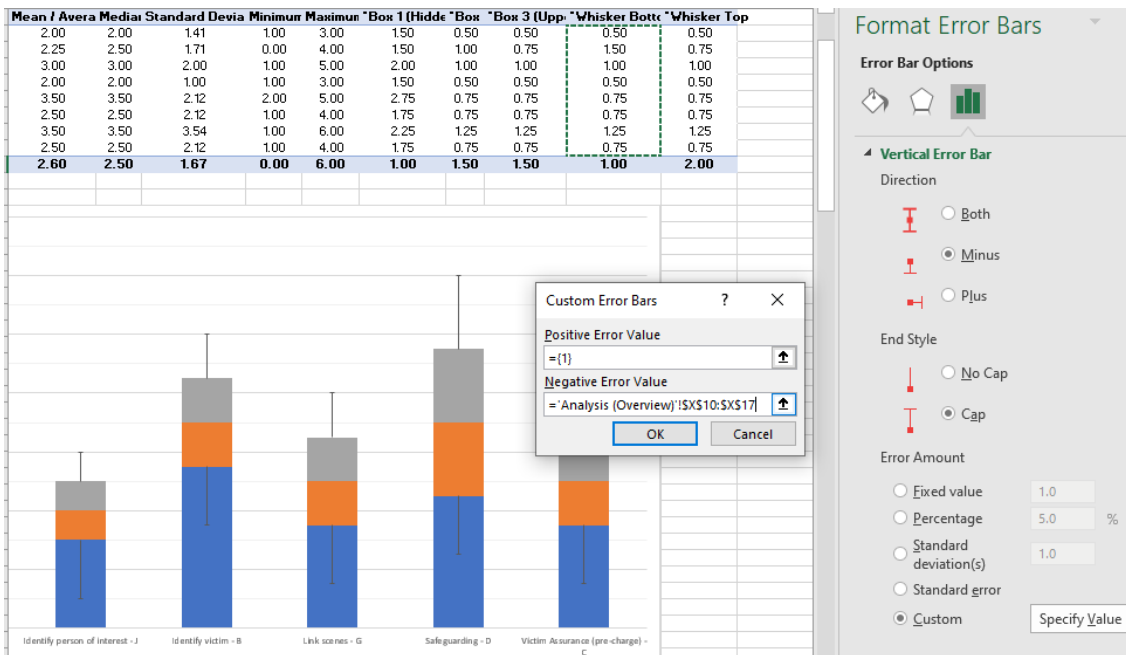 Mean / Avera Median Standard Devia Minimun Maximun "Box 1 (Hidde "Box "Box 3 (Upp "Whisker Botto "Whisker Top
2.00 2.00 1.41 1.00 3.00 1.50 0.50 0.50 0.50 0.50
2.25 2.50 1.71 0.00 4.00 1.50 1.00 0.75 1.50 0.75
3.00 3.00 2.00 1.00 5.00 2.00 1.00 1.00 1.00 1.00
2.00 2.00 1.00 1.00 3.00 1.50 0.50 0.50 0.50 0.50
3.50 3.50 2.12 2.00 5.00 2.75 0.75 0.75 0.75 0.75
2.50 2.50 2.12 1.00 4.00 1.75 0.75 0.75 0.75 0.75
3.50 3.50 3.54 1.00 6.00 2.25 1.25 1.25 1.25 1.25
2.50 2.50 2.12 1.00 4.00 1.75 0.75 0.75 0.75 0.75
2.60 2.50 1.67 0.00 6.00 1.00 1.50 1.50 1.00 2.00
Identify person of interest - J
Identify victim - B
Link scenes - G
Safeguarding - D
Victim Assurance (pre-charge) -
C
Custom Error Bars ? ×
Positive Error Value
={1}
Negative Error Value
='Analysis (Overview)'!$X$10:$X$17
OK Cancel
Format Error Bars
Error Bar Options
Vertical Error Bar
Direction
Both
Minus
Plus
End Style
No Cap
Cap
Error Amount
Fixed value 1.0
Percentage 5.0 %
Standard
deviation(s) 1.0
Standard error
Custom Specify Value